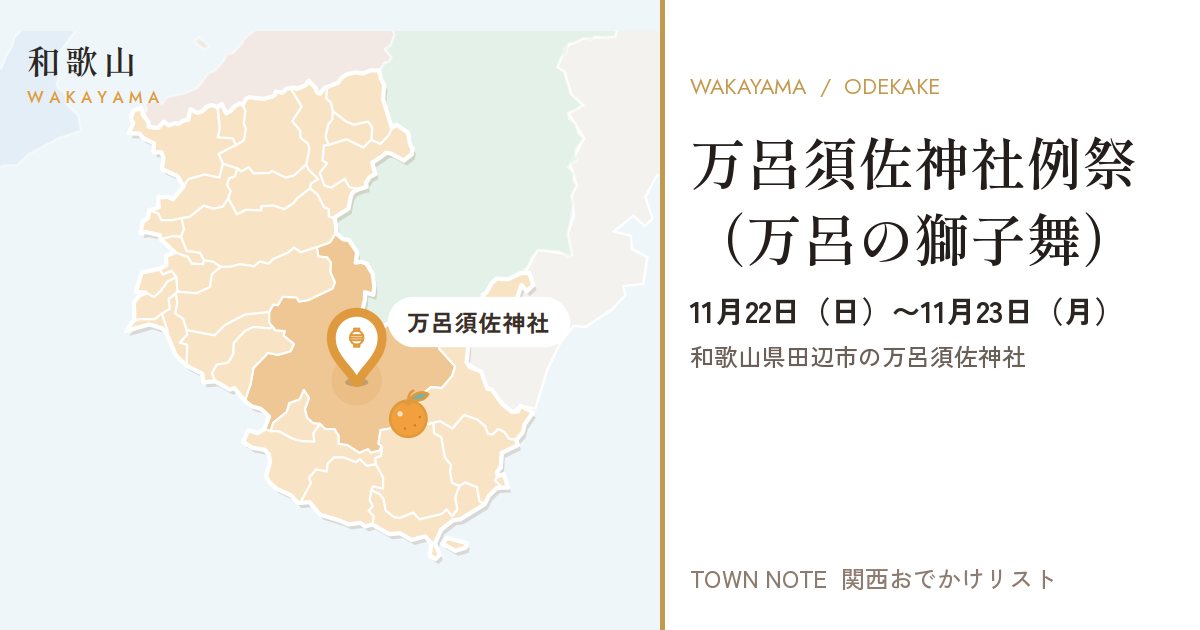 和歌山
WAKAYAMA
万呂須佐神社
WAKAYAMA / ODEKAKE
万呂須佐神社例祭
（万呂の獅子舞）
11月22日（日）〜11月23日（月）
和歌山県田辺市の万呂須佐神社
TOWN NOTE 関西おでかけリスト